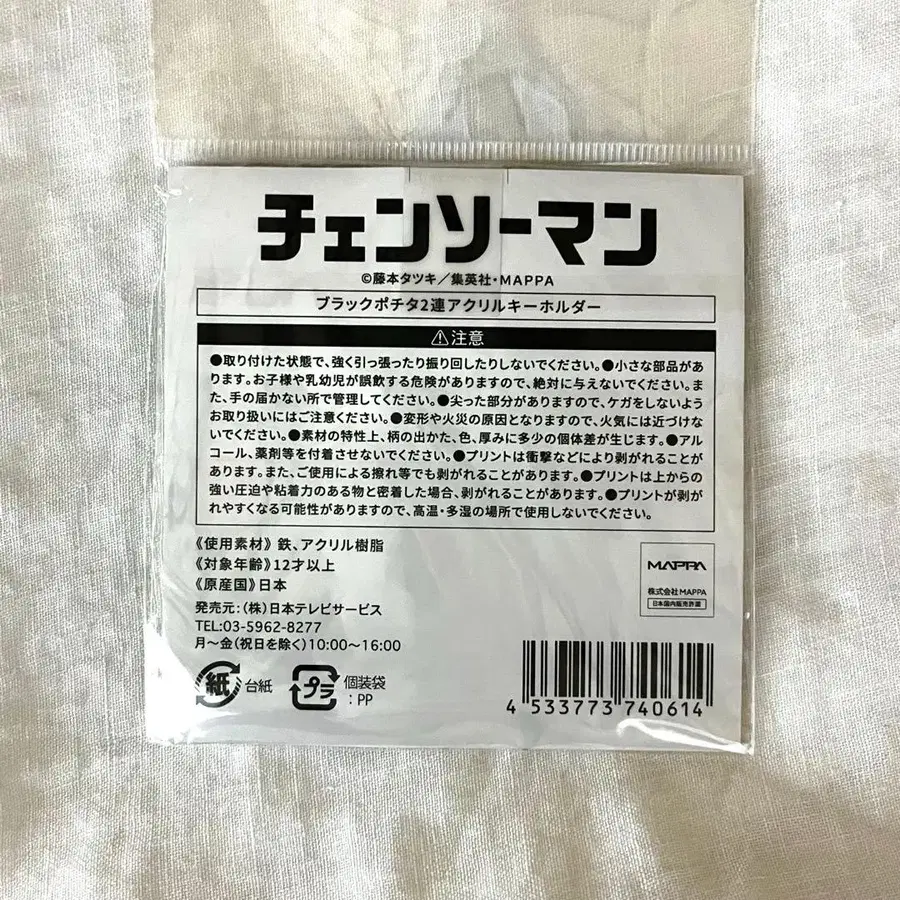 チェンソーマン
©藤本タツキ／集英社・MAPPA
ブラックポチタ2連アクリルキーホルダー
⚠注意
●取り付けた状態で、強く引っ張ったり振り回したりしないでください。●小さな部品があ
ります。お子様や乳幼児が誤飲する危険がありますので、絶対に与えないでください。ま
た、手の届かない所で管理してください。●尖った部分がありますので、ケガをしないよう
お取り扱いにはご注意ください。●変形や火災の原因となりますので、火気には近づけな
いでください。●素材の特性上、柄の出かた、色、厚みに多少の個体差が生じます。●アル
コール、薬剤等を付着させないでください。●プリントは衝撃などにより剥がれることが
あります。また、ご使用による擦れ等でも剥がれることがあります。●プリントは上からの
強い圧迫や粘着力のある物と密着した場合、剥がれることがあります。●プリントが剥が
れやすくなる可能性がありますので、高温・多湿の場所で使用しないでください。
《使用素材》 鉄、アクリル樹脂
《対象年齢》12才以上
《原産国》日本
発売元：（株）日本テレビサービス
TEL:03-5962-8277
月～金（祝日を除く）10:00～16:00
MAPPA
株式会社MAPPA
日本国内販売許諾
紙 台紙
プラ 個装袋
：PP
4 533773 740614